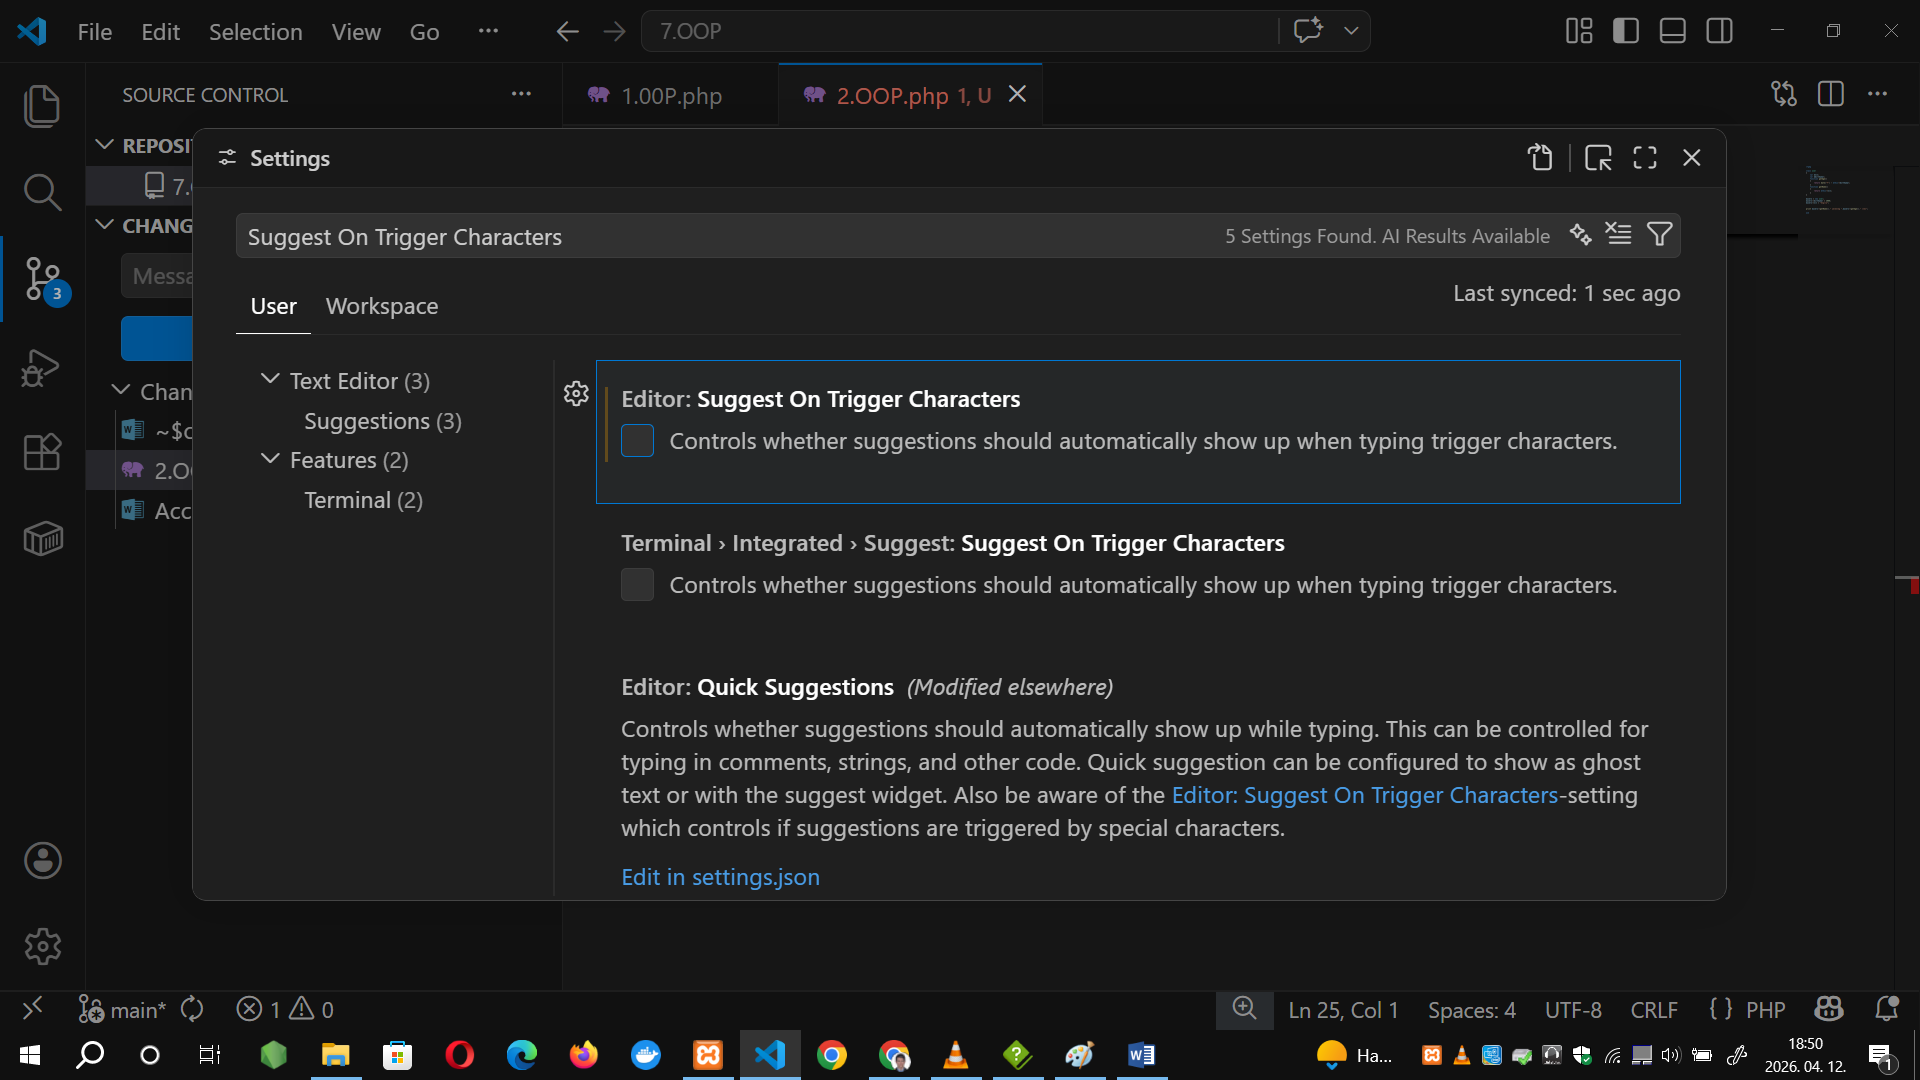 File Edit Selection View Go ··· 7.OOP
SOURCE CONTROL ···
1.00P.php
2.OOP.php 1, U
REPOSI
7.
CHANG
Messa
Chan
~$c
2.O
Acc
3
Settings
Suggest On Trigger Characters
5 Settings Found. AI Results Available
User Workspace
Last synced: 1 sec ago
Text Editor (3)
Suggestions (3)
Features (2)
Terminal (2)
Editor: Suggest On Trigger Characters
Controls whether suggestions should automatically show up when typing trigger characters.
Terminal › Integrated › Suggest: Suggest On Trigger Characters
Controls whether suggestions should automatically show up when typing trigger characters.
Editor: Quick Suggestions (Modified elsewhere)
Controls whether suggestions should automatically show up while typing. This can be controlled for
typing in comments, strings, and other code. Quick suggestion can be configured to show as ghost
text or with the suggest widget. Also be aware of the Editor: Suggest On Trigger Characters-setting
which controls if suggestions are triggered by special characters.
Edit in settings.json
main* 1 0
Ln 25, Col 1 Spaces: 4 UTF-8 CRLF {} PHP
Ha...
18:50
2026. 04. 12.
1